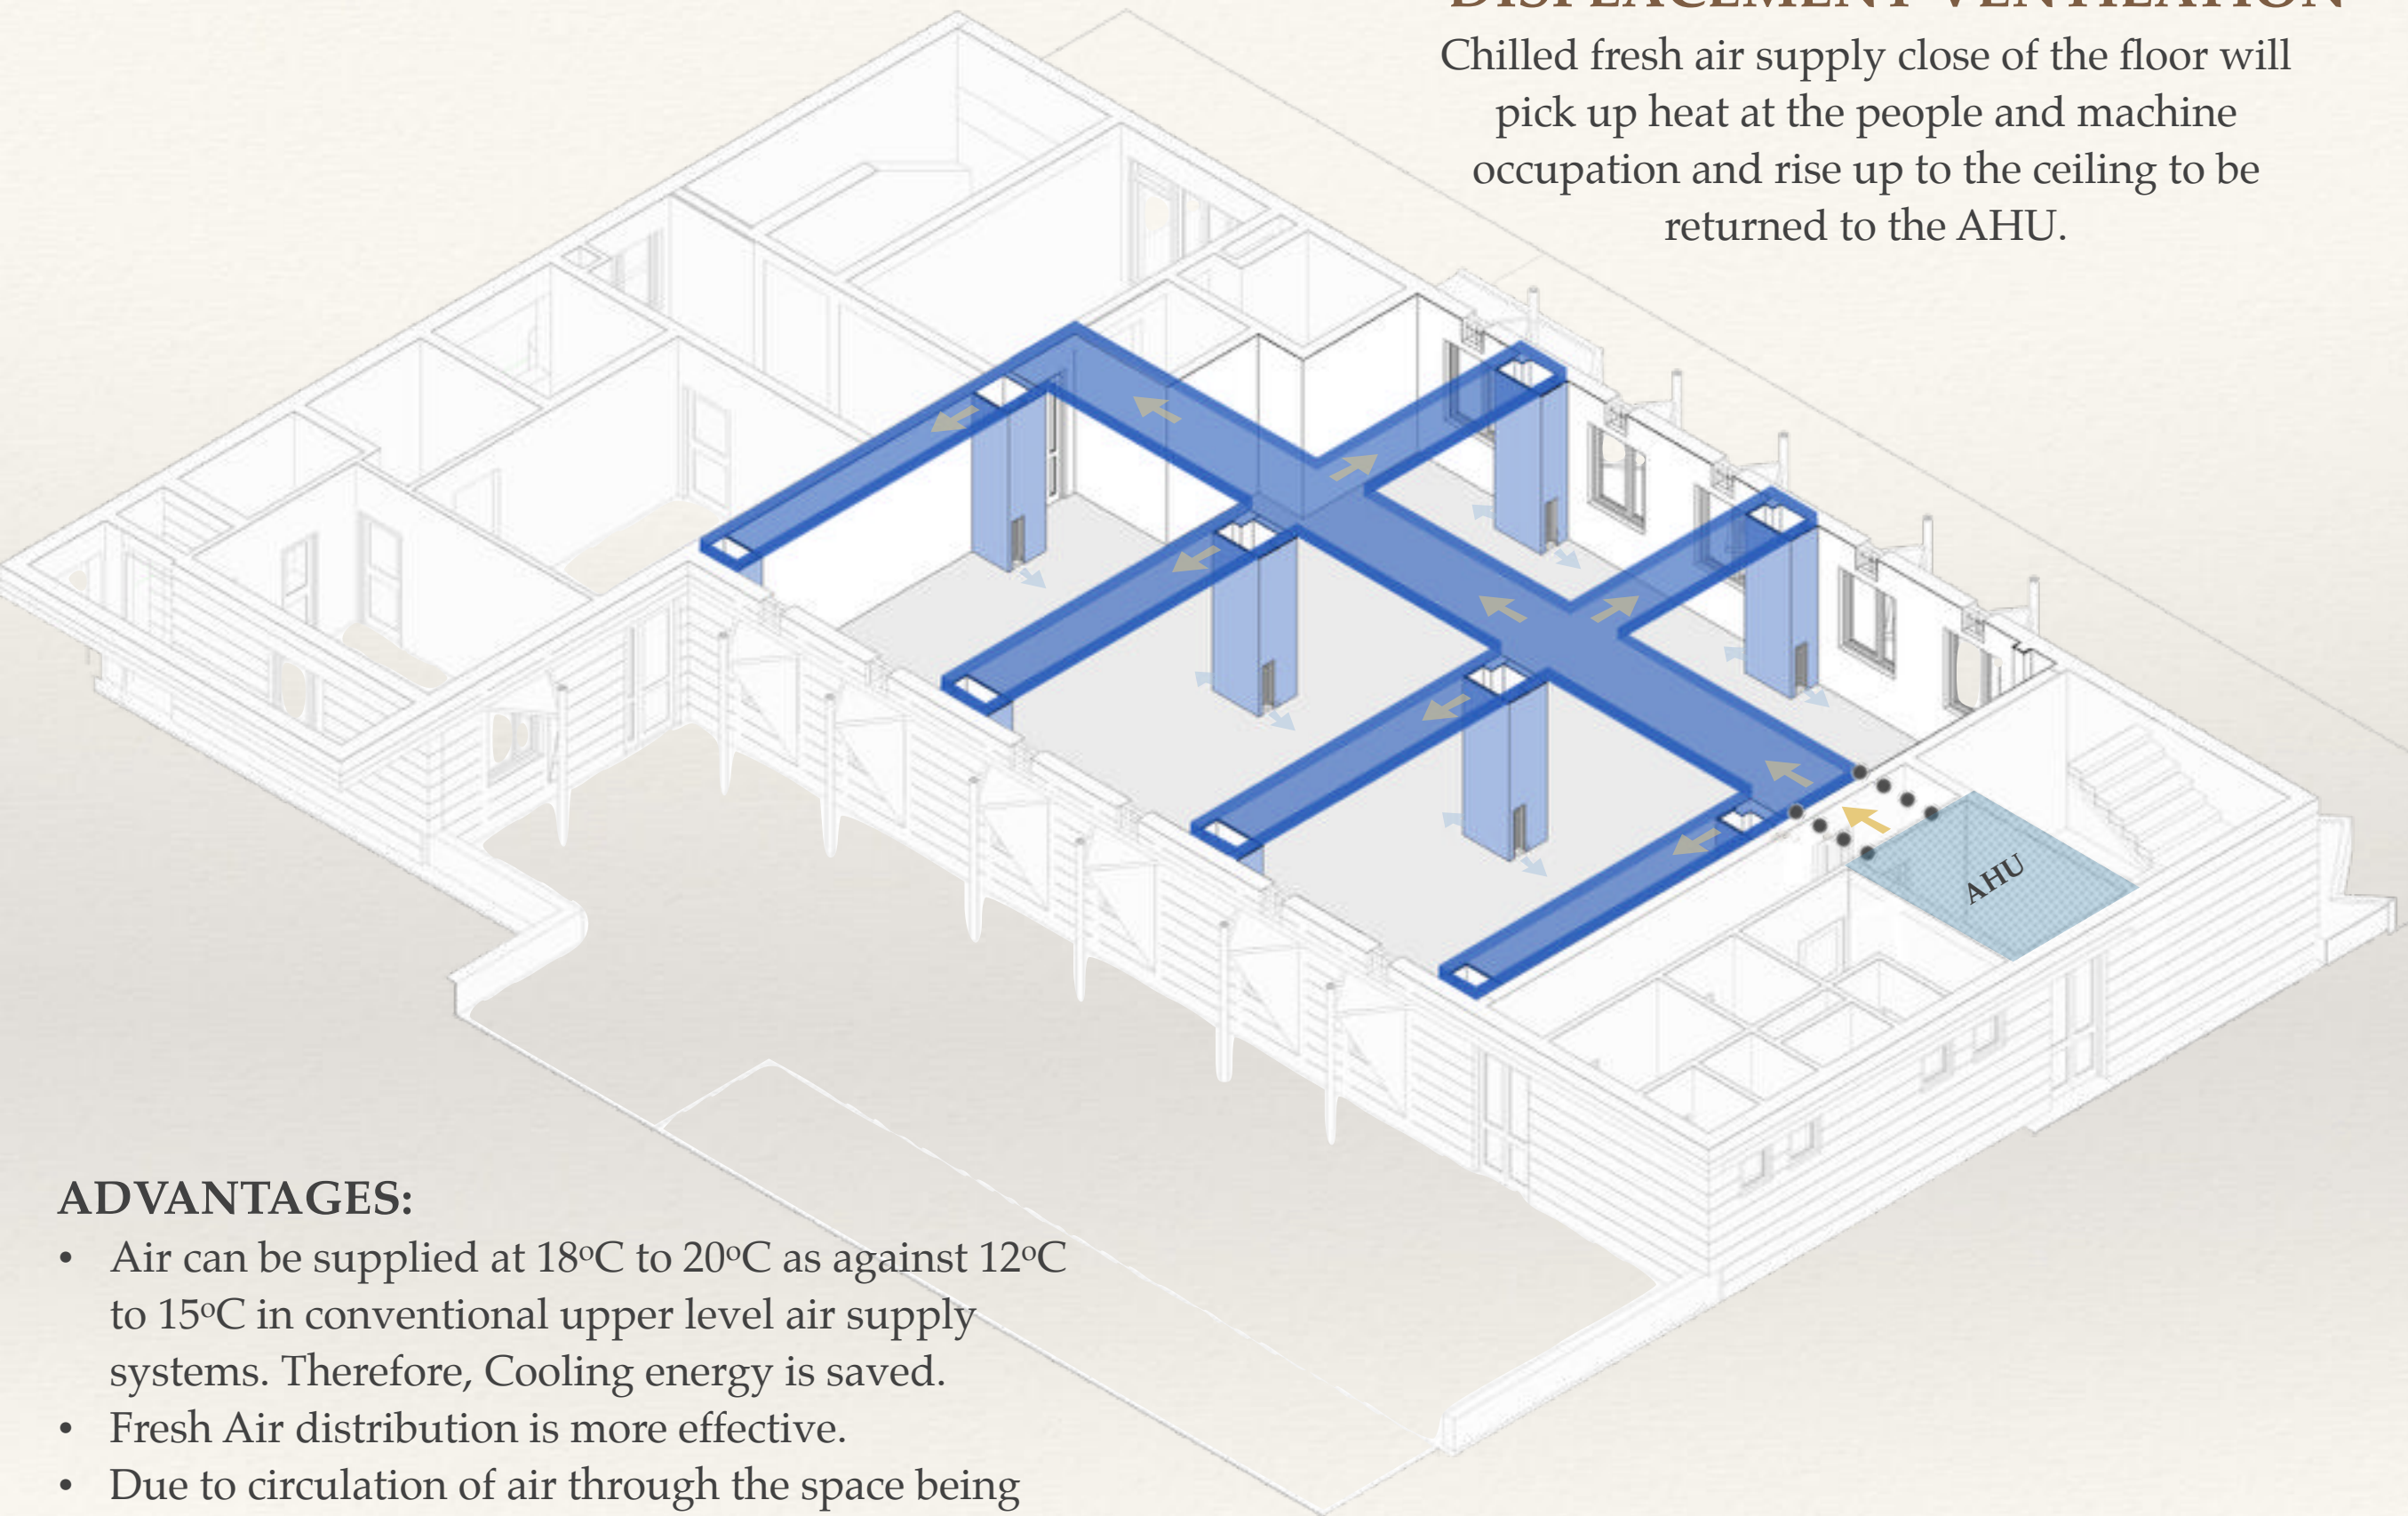 DISPLACEMENT VENTILATION
Chilled fresh air supply close of the floor will
pick up heat at the people and machine
occupation and rise up to the ceiling to be
returned to the AHU.
AHU
ADVANTAGES:
• Air can be supplied at 18ºC to 20ºC as against 12ºC
to 15ºC in conventional upper level air supply
systems. Therefore, Cooling energy is saved.
• Fresh Air distribution is more effective.
• Due to circulation of air through the space being